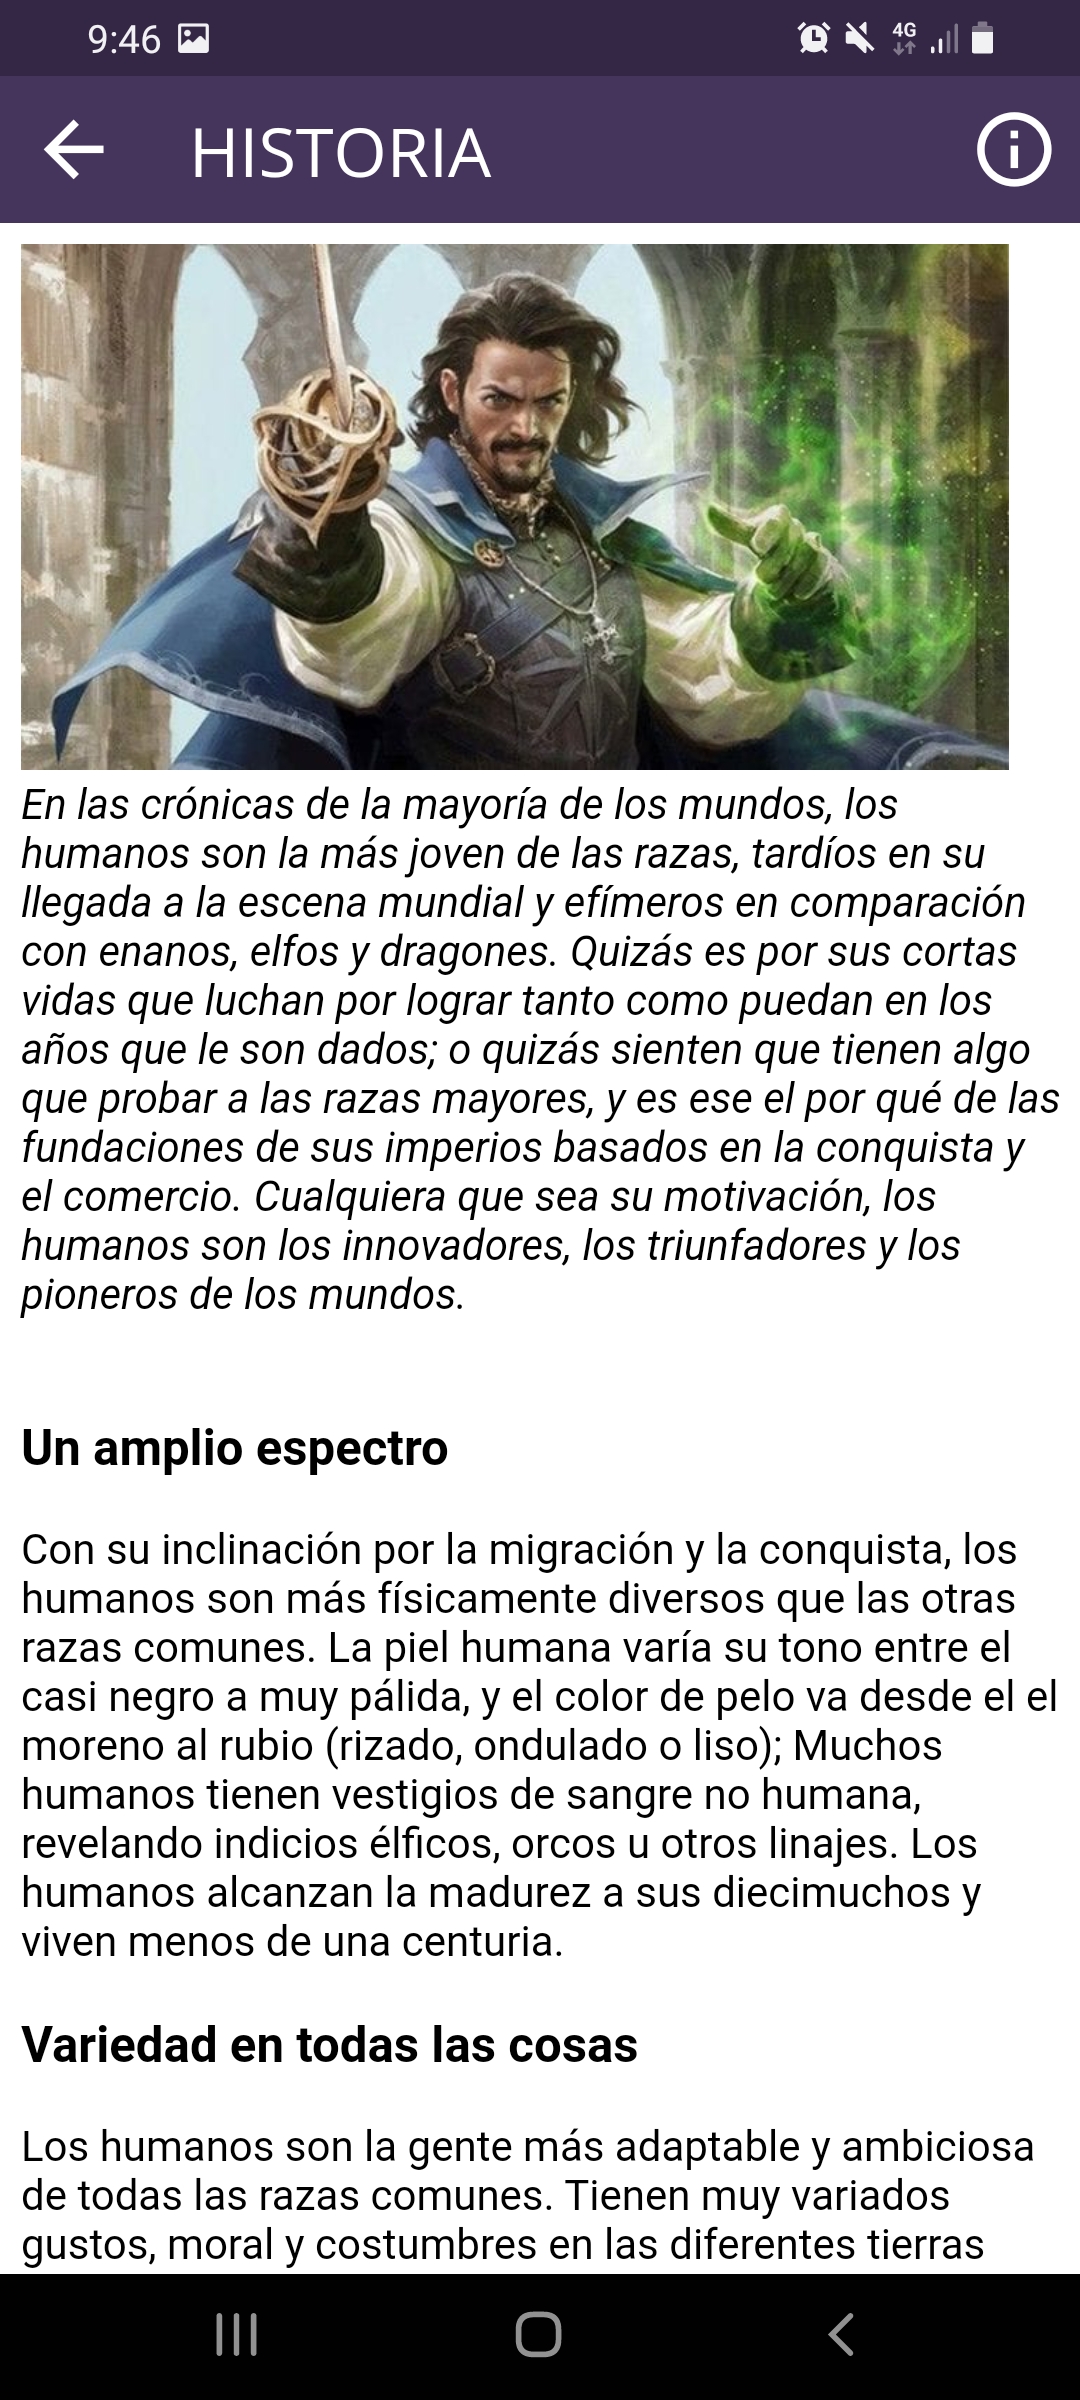 9:46
4G
HISTORIA
En las crónicas de la mayoría de los mundos, los
humanos son la más joven de las razas, tardíos en su
llegada a la escena mundial y efímeros en comparación
con enanos, elfos y dragones. Quizás es por sus cortas
vidas que luchan por lograr tanto como puedan en los
años que le son dados; o quizás sienten que tienen algo
que probar a las razas mayores, y es ese el por qué de las
fundaciones de sus imperios basados en la conquista y
el comercio. Cualquiera que sea su motivación, los
humanos son los innovadores, los triunfadores y los
pioneros de los mundos.
Un amplio espectro
Con su inclinación por la migración y la conquista, los
humanos son más físicamente diversos que las otras
razas comunes. La piel humana varía su tono entre el
casi negro a muy pálida, y el color de pelo va desde el el
moreno al rubio (rizado, ondulado o liso); Muchos
humanos tienen vestigios de sangre no humana,
revelando indicios élficos, orcos u otros linajes. Los
humanos alcanzan la madurez a sus diecimuchos y
viven menos de una centuria.
Variedad en todas las cosas
Los humanos son la gente más adaptable y ambiciosa
de todas las razas comunes. Tienen muy variados
gustos, moral y costumbres en las diferentes tierras